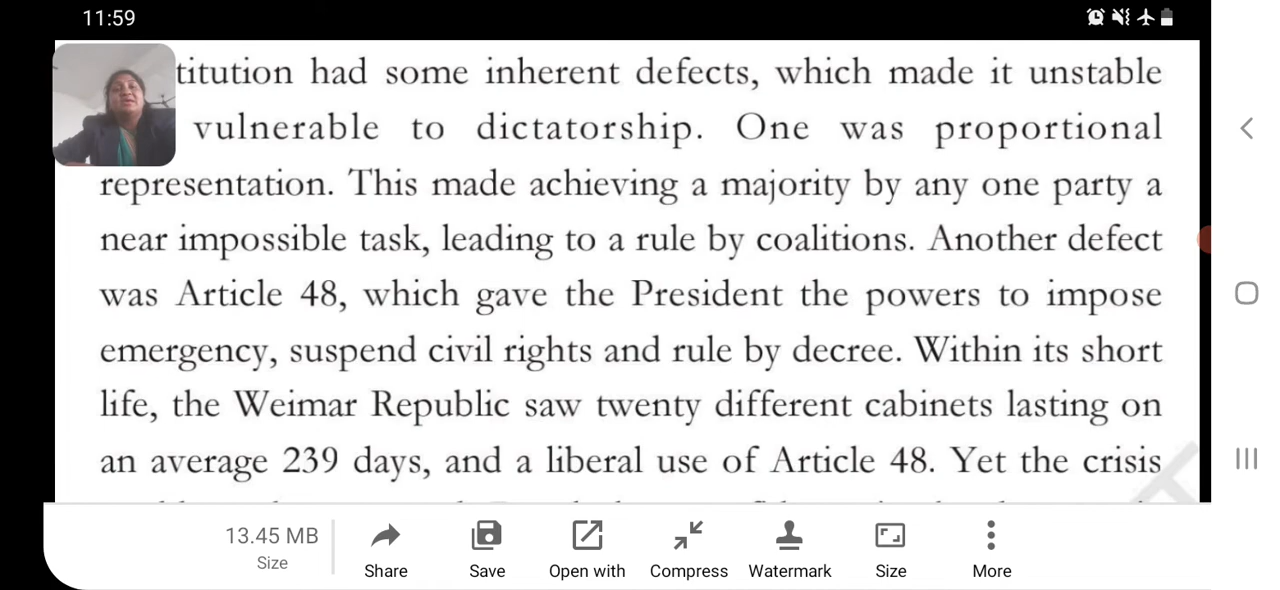 11:59
titution had some inherent defects, which made it unstable
vulnerable to dictatorship. One was proportional
representation. This made achieving a majority by any one party a
near impossible task, leading to a rule by coalitions. Another defect
was Article 48, which gave the President the powers to impose
emergency, suspend civil rights and rule by decree. Within its short
life, the Weimar Republic saw twenty different cabinets lasting on
an average 239 days, and a liberal use of Article 48. Yet the crisis
13.45 MB
Size
Share
Save
Open with
Compress
Watermark
Size
More